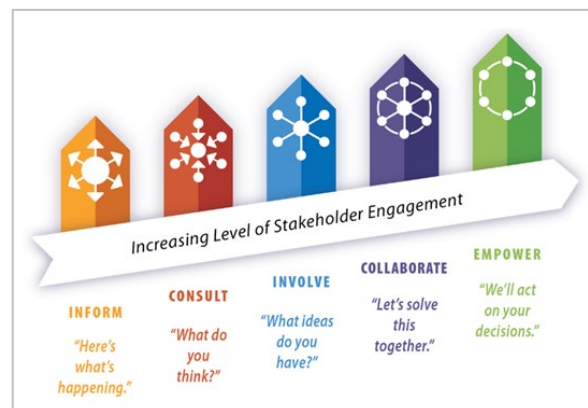 Increasing Level of Stakeholder Engagement
INFORM
“Here’s
what’s
happening.”
CONSULT
“What do
you
think?”
INVOLVE
“What ideas
do you
have?”
COLLABORATE
“Let’s solve
this
together.”
EMPOWER
“We’ll act
on your
decisions.”